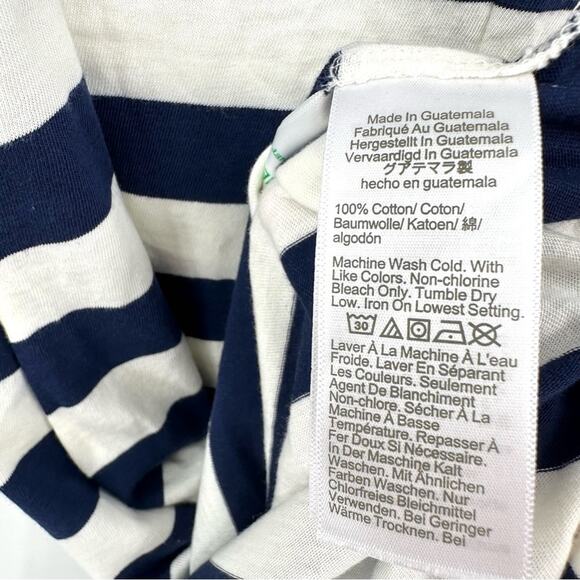 Made In Guatemala
Fabriqué Au Guatemala
Hergestellt In Guatemala
Vervaardigd In Guatemala
グアテマラ製
hecho en guatemala
100% Cotton/ Coton/
Baumwolle/ Katoen/ 綿/
algodón
Machine Wash Cold. With
Like Colors. Non-chlorine
Bleach Only. Tumble Dry
Low. Iron On Lowest Setting.
30
Laver À La Machine À L'eau
Froide. Laver En Séparant
Les Couleurs. Seulement
Agent De Blanchiment
Non-chlore. Sécher À La
Machine À Basse
Température. Repasser À
Fer Doux Si Nécessaire.
In Der Maschine Kalt
Waschen. Mit Ähnlichen
Farben Waschen. Nur
Chlorfreies Bleichmittel
Verwenden. Bei Geringer
Wärme Trocknen. Bei